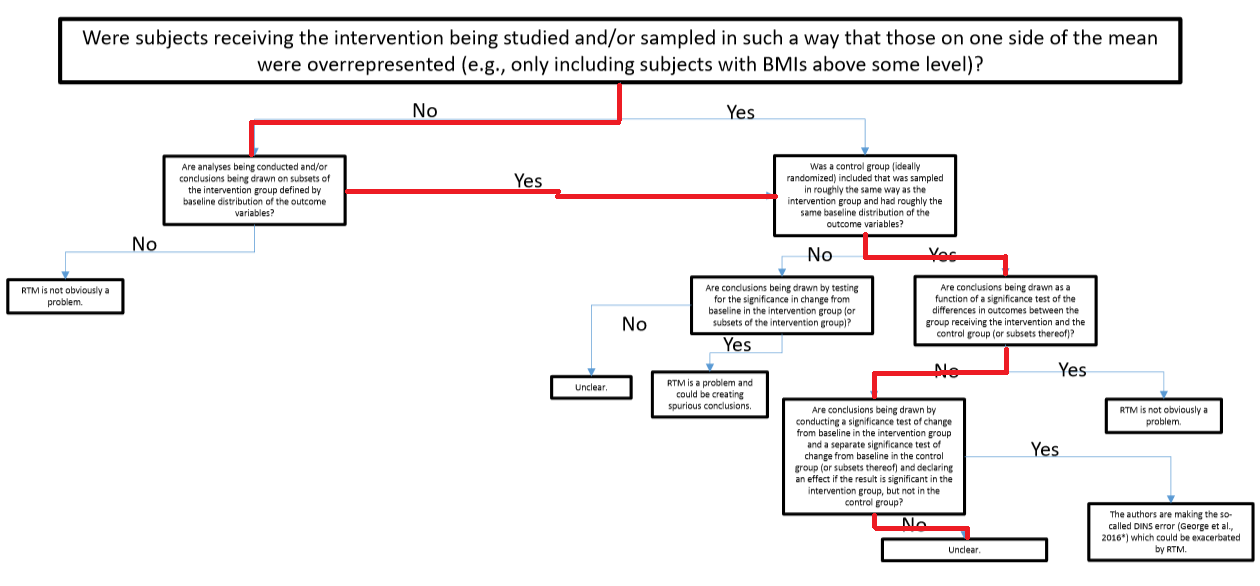 Were subjects receiving the intervention being studied and/or sampled in such a way that those on one side of the mean
were overrepresented (e.g., only including subjects with BMIs above some level)?
No
Yes
Are analyses being conducted and/or
conclusions being drawn on subsets of
the intervention group defined by
baseline distribution of the outcome
variables?
Yes
Was a control group (ideally
randomized) included that was sampled
in roughly the same way as the
intervention group and had roughly the
same baseline distribution of the
outcome variables?
No
RTM is not obviously a
problem.
No
Yes
Are conclusions being drawn by testing
for the significance in change from
baseline in the intervention group (or
subsets of the intervention group)?
Are conclusions being drawn as a
function of a significance test of the
differences in outcomes between the
group receiving the intervention and the
control group (or subsets thereof)?
No
Yes
Unclear.
RTM is a problem and
could be creating
spurious conclusions.
No
Yes
RTM is not obviously a
problem.
Are conclusions being drawn by
conducting a significance test of change
from baseline in the intervention group
and a separate significance test of
change from baseline in the control
group (or subsets thereof) and declaring
an effect if the result is significant in the
intervention group, but not in the
control group?
Yes
The authors are making the so-
called DINS error (George et al.,
2016*) which could be exacerbated
by RTM.
No
Unclear.